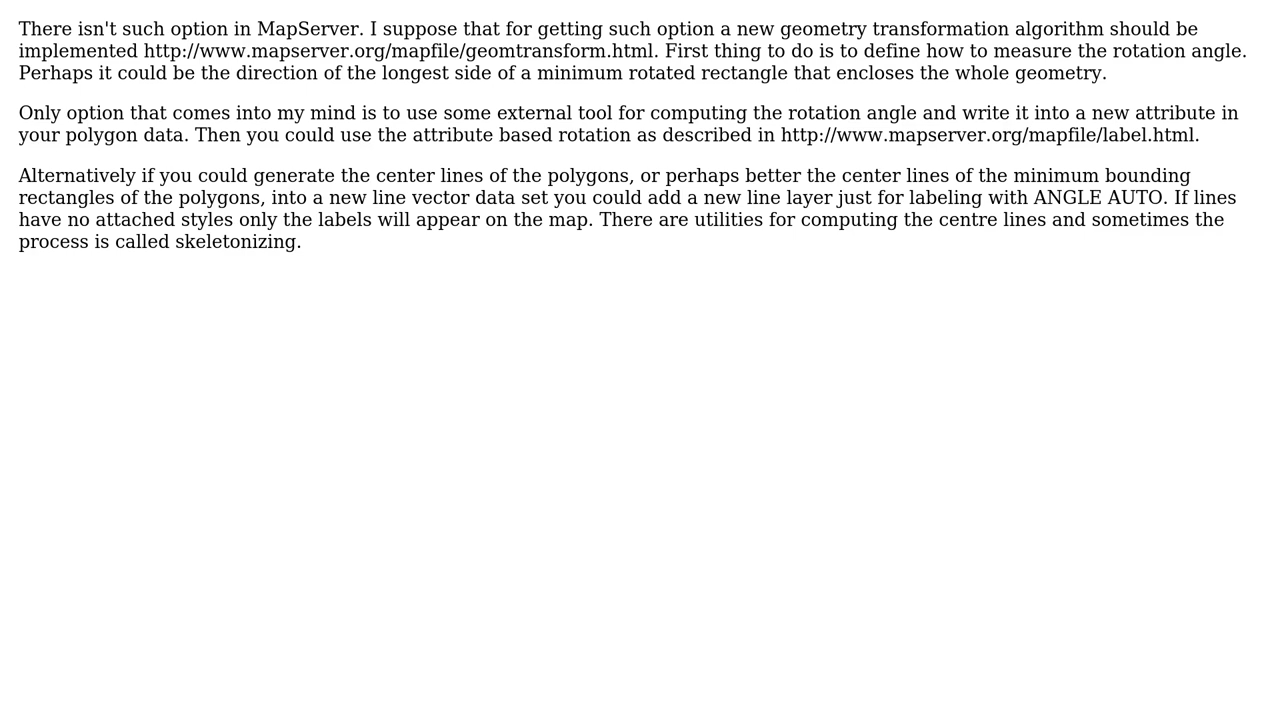 There isn't such option in MapServer. I suppose that for getting such option a new geometry transformation algorithm should be
implemented http://www.mapserver.org/mapfile/geomtransform.html. First thing to do is to define how to measure the rotation angle.
Perhaps it could be the direction of the longest side of a minimum rotated rectangle that encloses the whole geometry.
Only option that comes into my mind is to use some external tool for computing the rotation angle and write it into a new attribute in
your polygon data. Then you could use the attribute based rotation as described in http://www.mapserver.org/mapfile/label.html.
Alternatively if you could generate the center lines of the polygons, or perhaps better the center lines of the minimum bounding
rectangles of the polygons, into a new line vector data set you could add a new line layer just for labeling with ANGLE AUTO. If lines
have no attached styles only the labels will appear on the map. There are utilities for computing the centre lines and sometimes the
process is called skeletonizing.